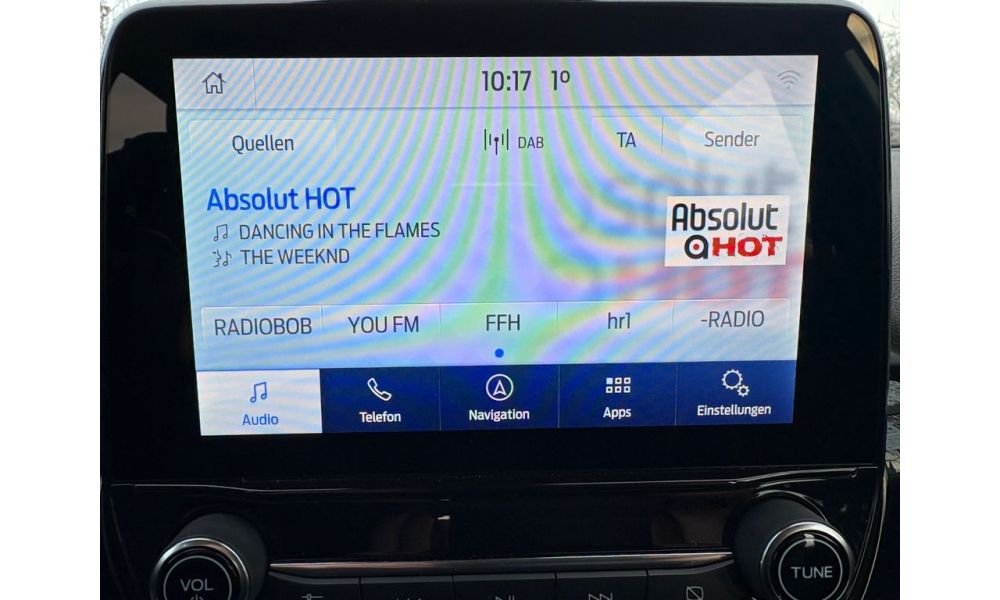 10:17 1°
Quellen
DAB
TA
Sender
Absolut HOT
DANCING IN THE FLAMES
THE WEEKND
Absolut
HOT
RADIOBOB
YOU FM
FFH
hr1
-RADIO
Audio
Telefon
Navigation
Apps
Einstellungen
VOL
TUNE